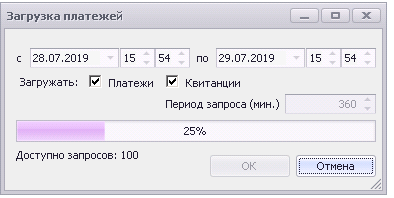 Загрузка платежей
с 28.07.2019 15 54 по 29.07.2019 15 54
Загружать: Платежи Квитанции
Период запроса (мин.) 360
25%
Доступно запросов: 100
OK Отмена